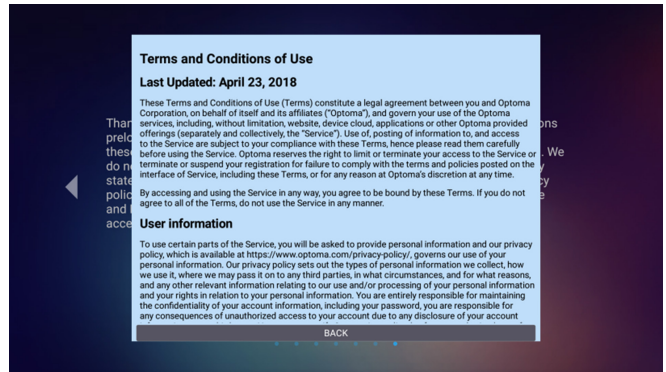 Terms and Conditions of Use
Last Updated: April 23, 2018
These Terms and Conditions of Use (Terms) constitute a legal agreement between you and Optoma
Corporation, on behalf of itself and its affiliates (“Optoma”), and govern your use of the Optoma
services, including, without limitation, website, device cloud, applications or other Optoma provided
offerings (separately and collectively, the “Service”). Use of, posting of information to, and access
to the Service are subject to your compliance with these Terms, hence please read them carefully
before using the Service. Optoma reserves the right to limit or terminate your access to the Service or
terminate or suspend your registration for failure to comply with the terms and policies posted on the
interface of Service, including these Terms, or for any reason at Optoma’s discretion at any time.
By accessing and using the Service in any way, you agree to be bound by these Terms. If you do not
agree to all of the Terms, do not use the Service in any manner.
User information
To use certain parts of the Service, you will be asked to provide personal information and our privacy
policy, which is available at https://www.optoma.com/privacy-policy/, governs our use of your
personal information. Our privacy policy sets out the types of personal information we collect, how
we use it, where we may pass it on to any third parties, in what circumstances, and for what reasons,
and any other relevant information relating to our use and/or processing of your personal information
and your rights in relation to your personal information. You are entirely responsible for maintaining
the confidentiality of your account information, including your password, you are responsible for
any consequences of unauthorized access to your account due to any disclosure of your account
BACK